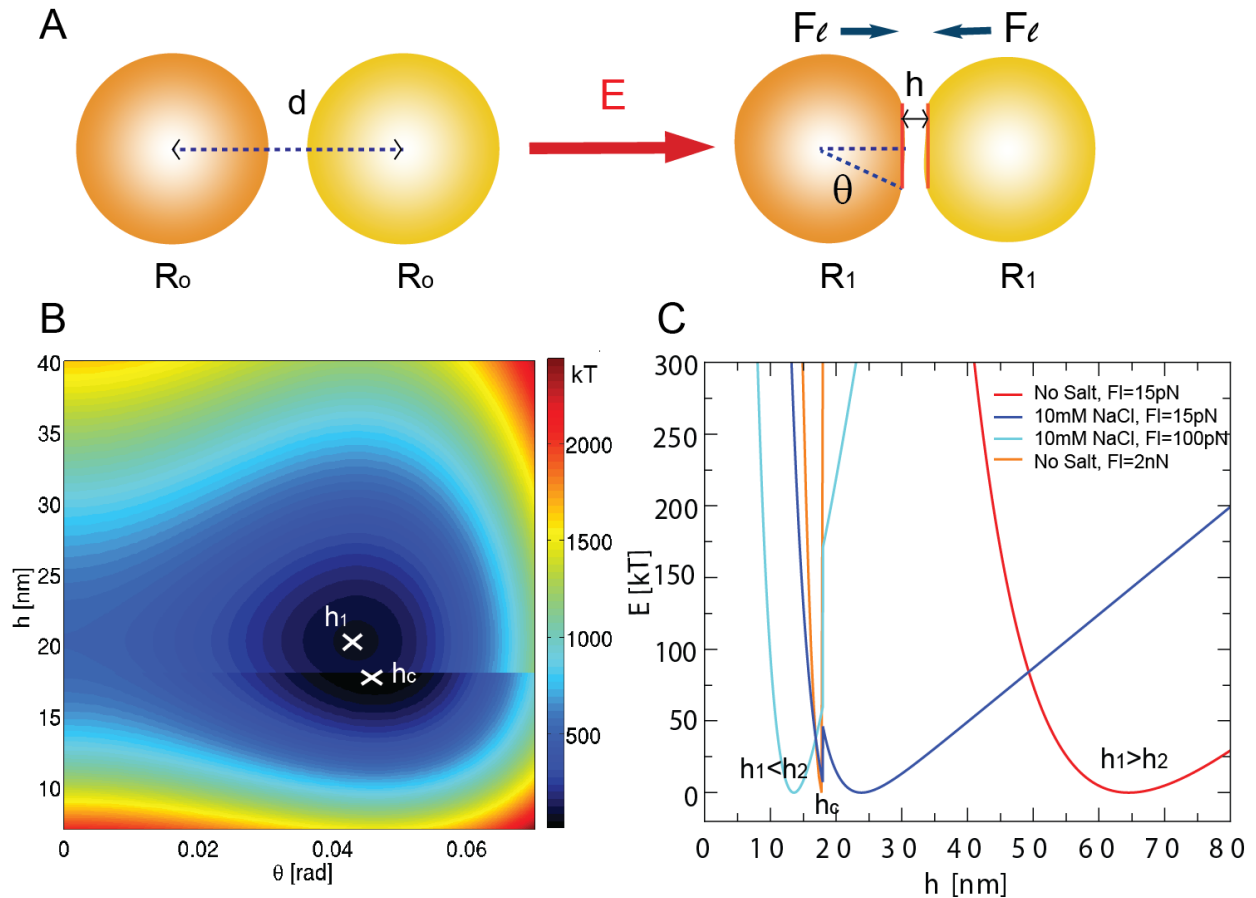 A
d
E
Fℓ Fℓ
h
θ
Ro Ro R1 R1
B
40
35
30
25
20
15
10
h [nm]
h1
hc
0 0.02 0.04 0.06
θ [rad]
kT
2000
1500
1000
500
C
300
250
200
150
100
50
0
E [kT]
No Salt, Fl=15pN
10mM NaCl, Fl=15pN
10mM NaCl, Fl=100pN
No Salt, Fl=2nN
h1<h2
h1>h2
hc
0 10 20 30 40 50 60 70 80
h [nm]